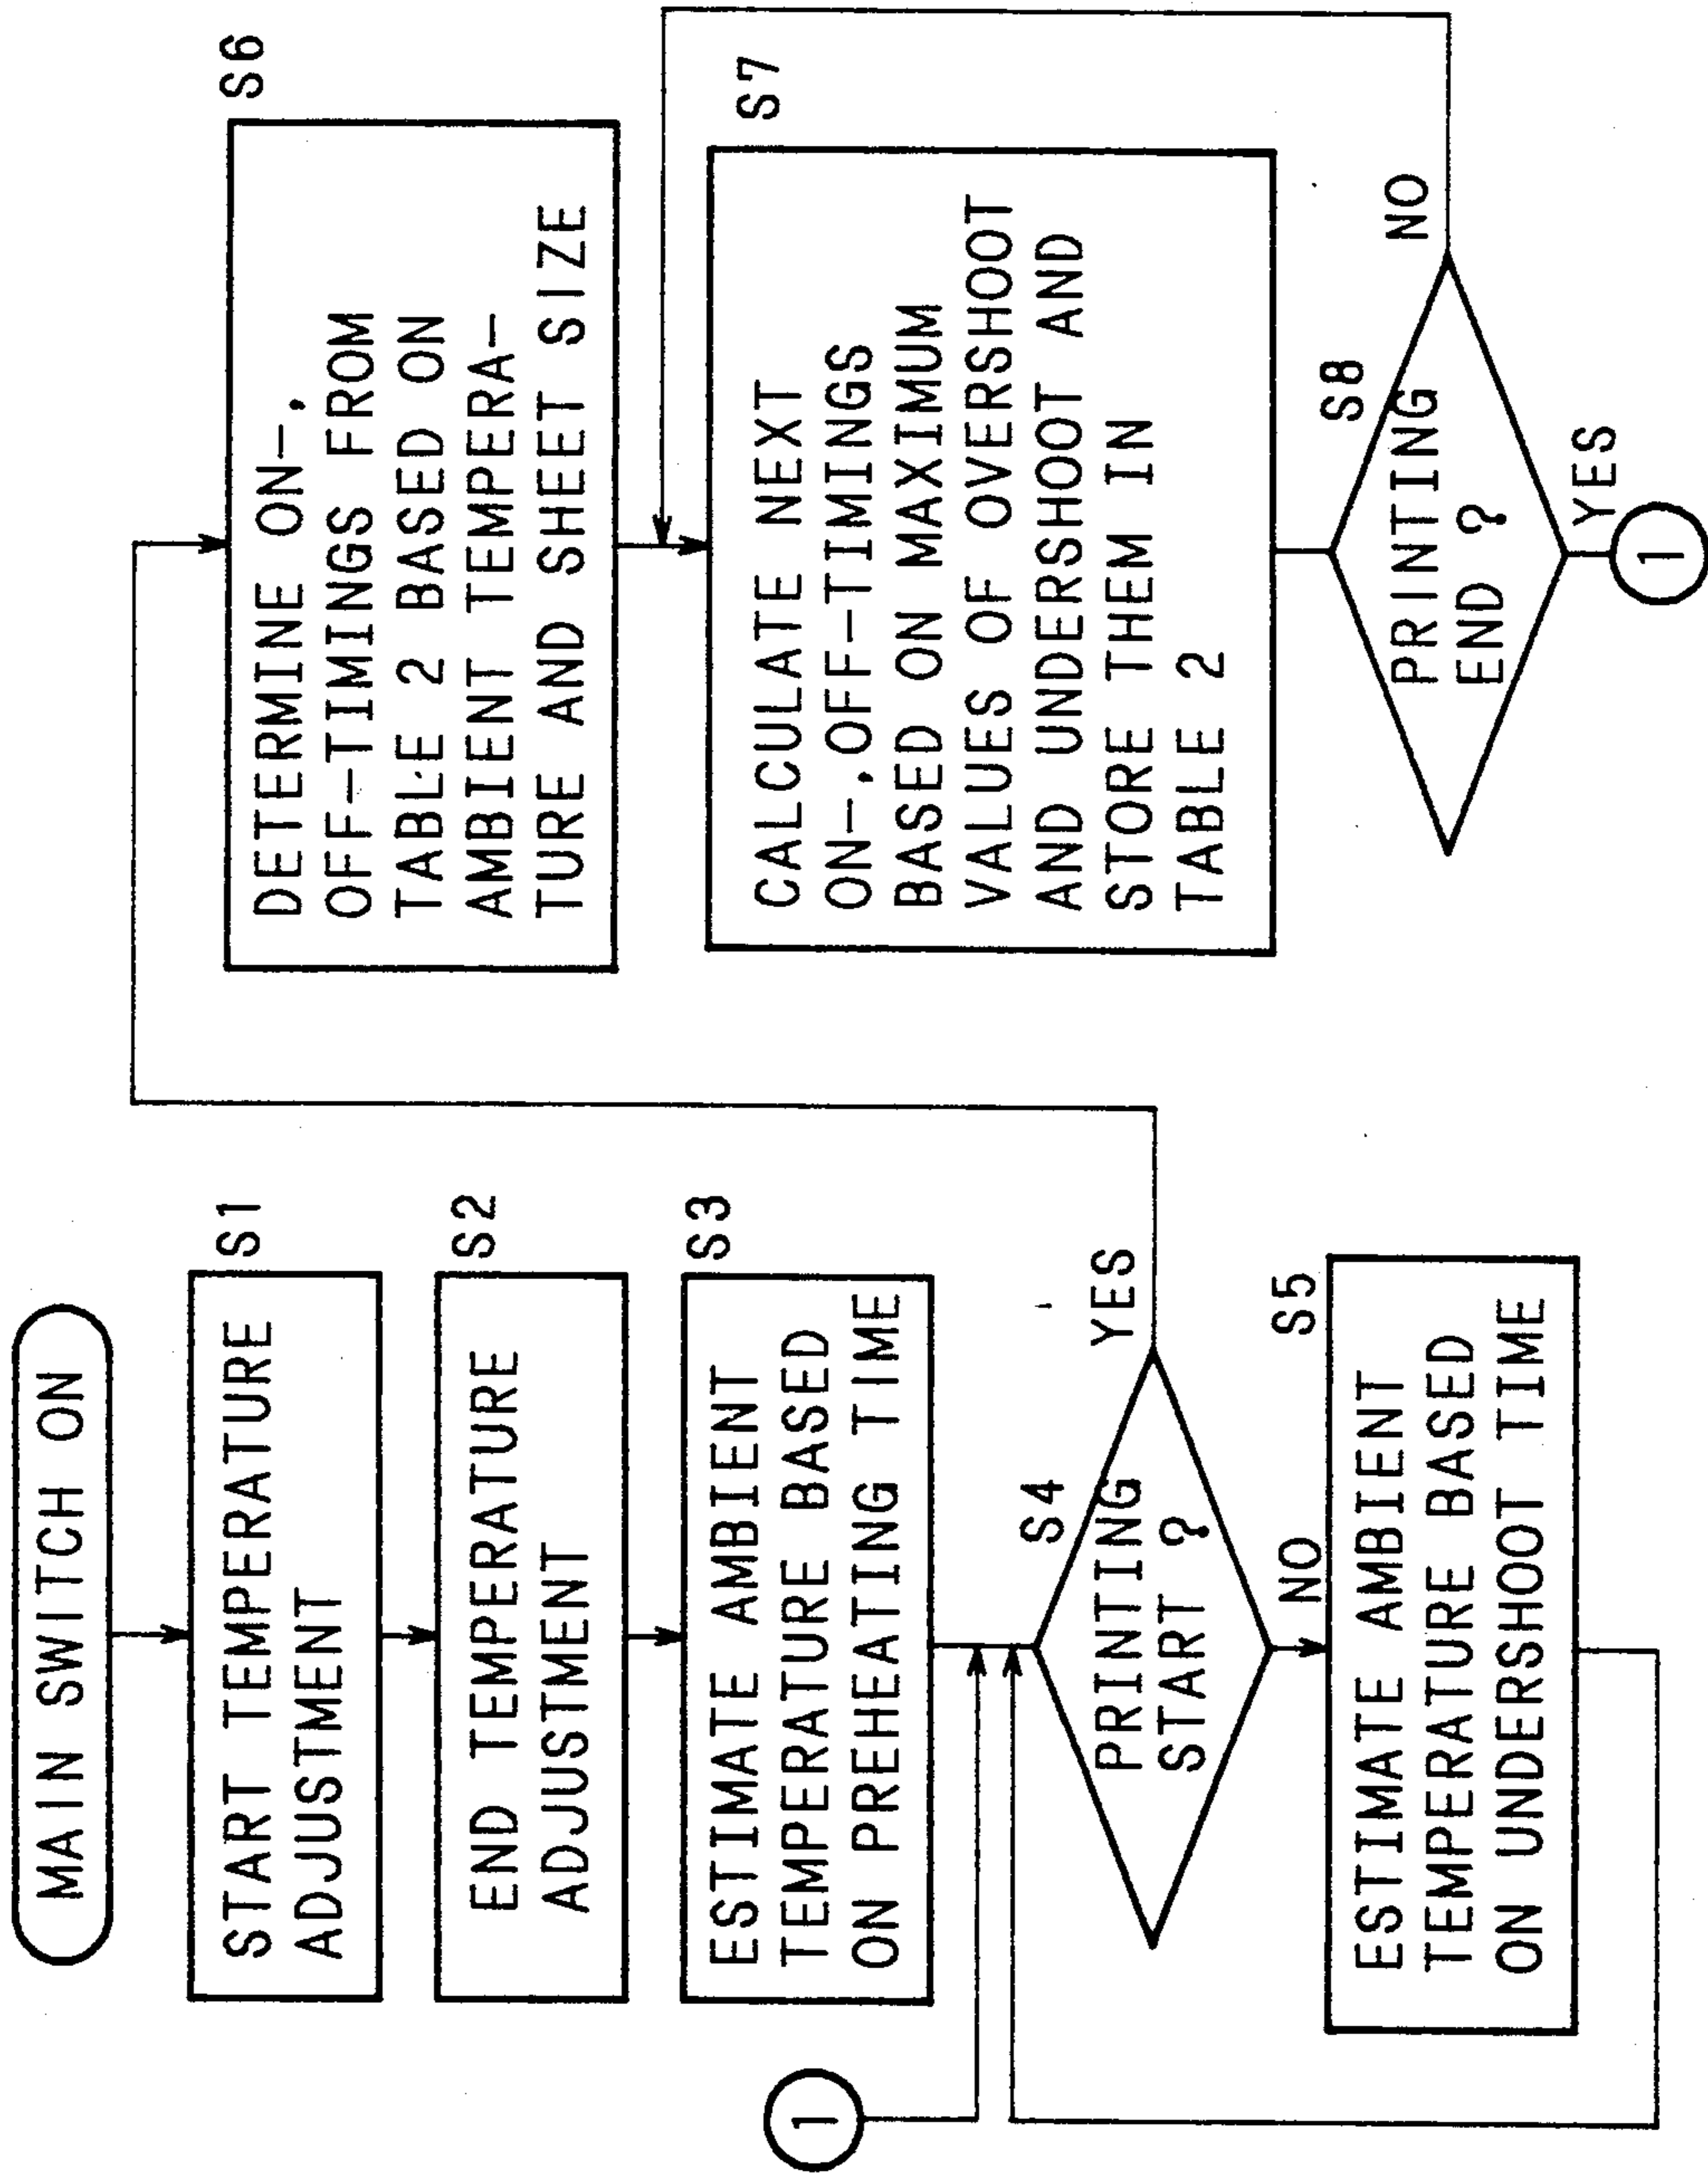 MAIN SWITCH ON
S1
START TEMPERATURE
ADJUSTMENT
S2
END TEMPERATURE
ADJUSTMENT
S3
ESTIMATE AMBIENT
TEMPERATURE BASED
ON PREHEATING TIME
1
S4
PRINTING
START ?
YES
NO
S5
ESTIMATE AMBIENT
TEMPERATURE BASED
ON UNDERSHOOT TIME
S6
DETERMINE ON-,
OFF-TIMINGS FROM
TABLE 2 BASED ON
AMBIENT TEMPERA-
TURE AND SHEET SIZE
S7
CALCULATE NEXT
ON-,OFF-TIMINGS
BASED ON MAXIMUM
VALUES OF OVERSHOOT
AND UNDERSHOOT AND
STORE THEM IN
TABLE 2
S8
PRINTING
END ?
NO
YES
1